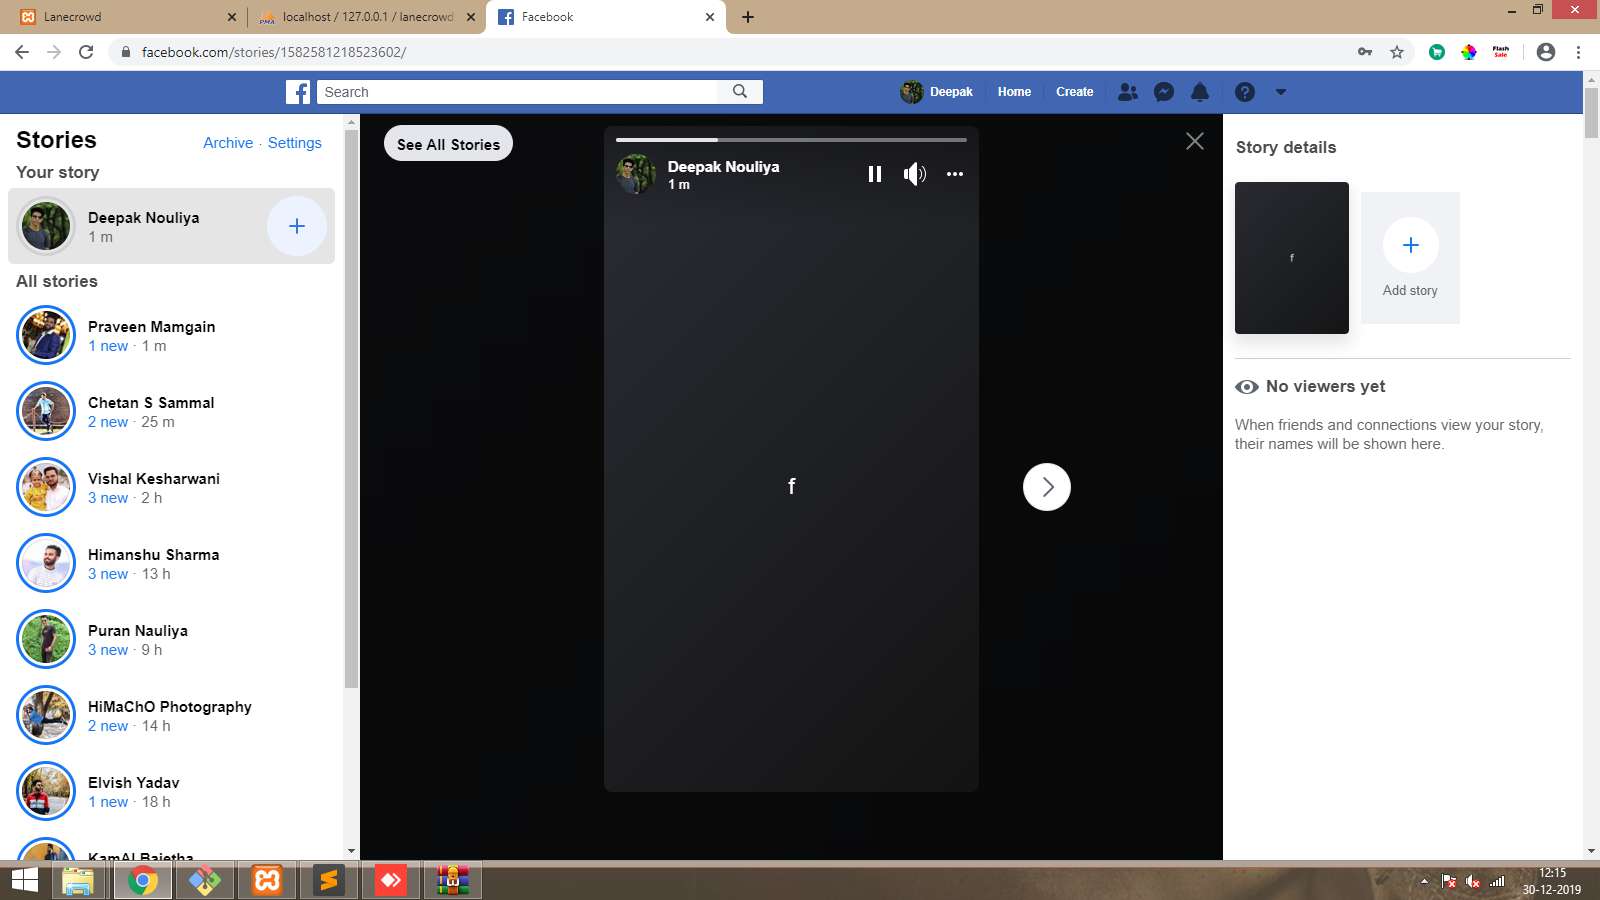 Lanecrowd
localhost / 127.0.0.1 / lanecrowd
Facebook
facebook.com/stories/1582581218523602/
Flash
Sale
Search
Deepak
Home
Create
Stories
Archive · Settings
Your story
Deepak Nouliya
1 m
All stories
Praveen Mamgain
1 new · 1 m
Chetan S Sammal
2 new · 25 m
Vishal Kesharwani
3 new · 2 h
Himanshu Sharma
3 new · 13 h
Puran Nauliya
3 new · 9 h
HiMaChO Photography
2 new · 14 h
Elvish Yadav
1 new · 18 h
KamAl Bajetha
See All Stories
Deepak Nouliya
1 m
f
Story details
f
Add story
No viewers yet
When friends and connections view your story,
their names will be shown here.
12:15
30-12-2019